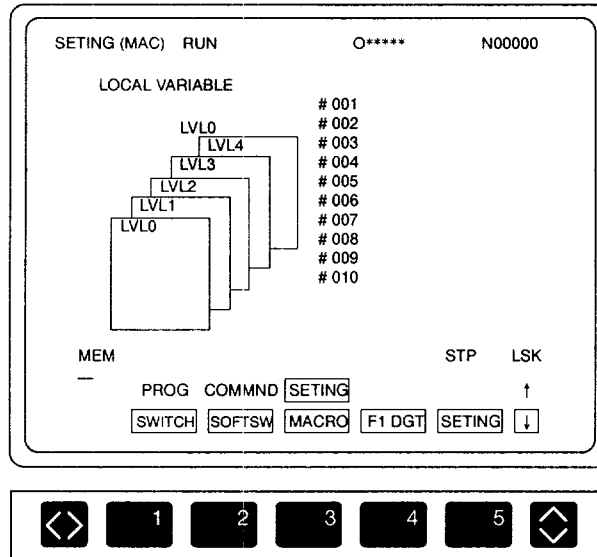 SETING (MAC) RUN O***** N00000
LOCAL VARIABLE
# 001
# 002
# 003
# 004
# 005
# 006
# 007
# 008
# 009
# 010
LVL0
LVL4
LVL3
LVL2
LVL1
LVL0
MEM STP LSK
PROG COMMND SETING ↑
SWITCH SOFTSW MACRO F1 DGT SETING ↓
1 2 3 4 5